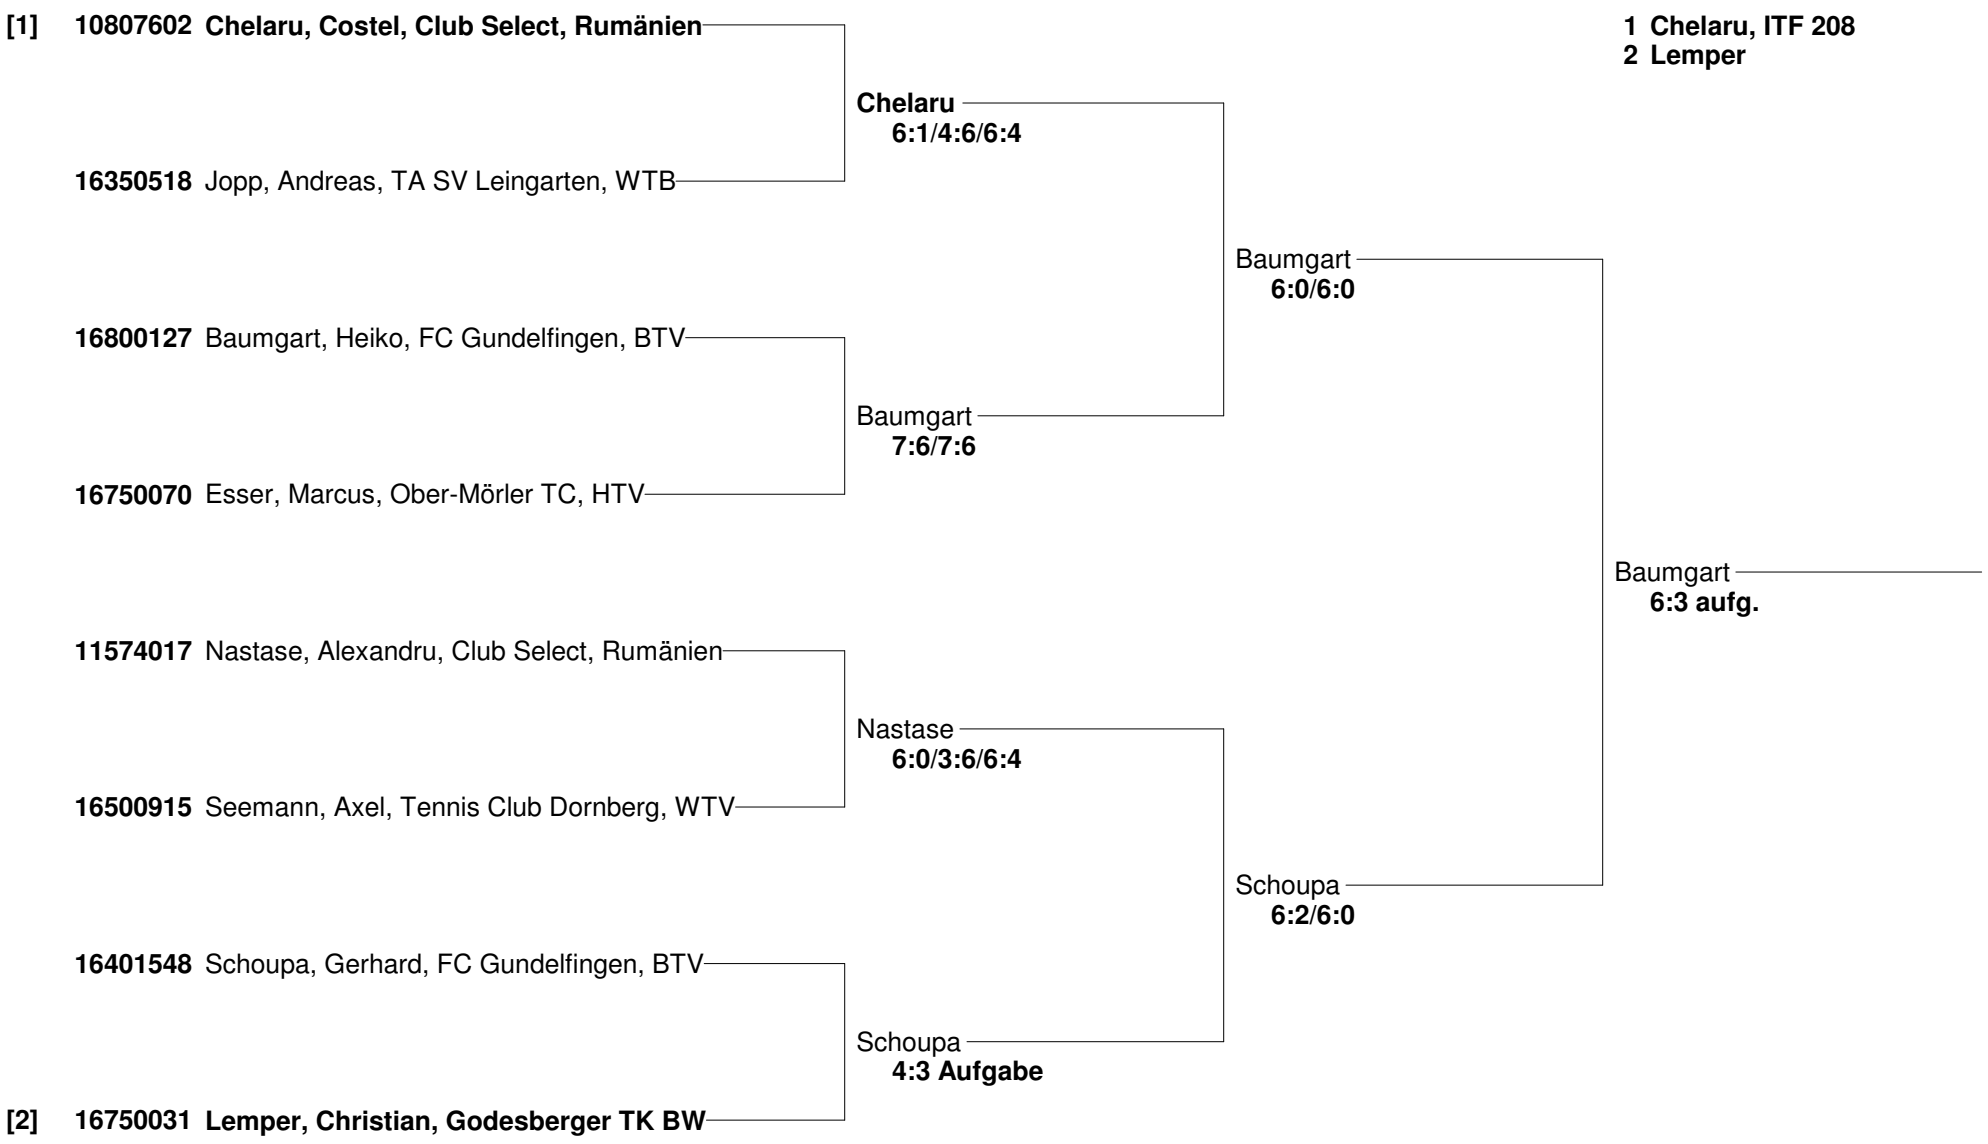 [1] 10807602 Chelaru, Costel, Club Select, Rumänien
1 Chelaru, ITF 208
2 Lemper
Chelaru
6:1/4:6/6:4
16350518 Jopp, Andreas, TA SV Leingarten, WTB
Baumgart
6:0/6:0
16800127 Baumgart, Heiko, FC Gundelfingen, BTV
Baumgart
7:6/7:6
16750070 Esser, Marcus, Ober-Mörler TC, HTV
Baumgart
6:3 aufg.
11574017 Nastase, Alexandru, Club Select, Rumänien
Nastase
6:0/3:6/6:4
16500915 Seemann, Axel, Tennis Club Dornberg, WTV
Schoupa
6:2/6:0
16401548 Schoupa, Gerhard, FC Gundelfingen, BTV
Schoupa
4:3 Aufgabe
[2] 16750031 Lemper, Christian, Godesberger TK BW